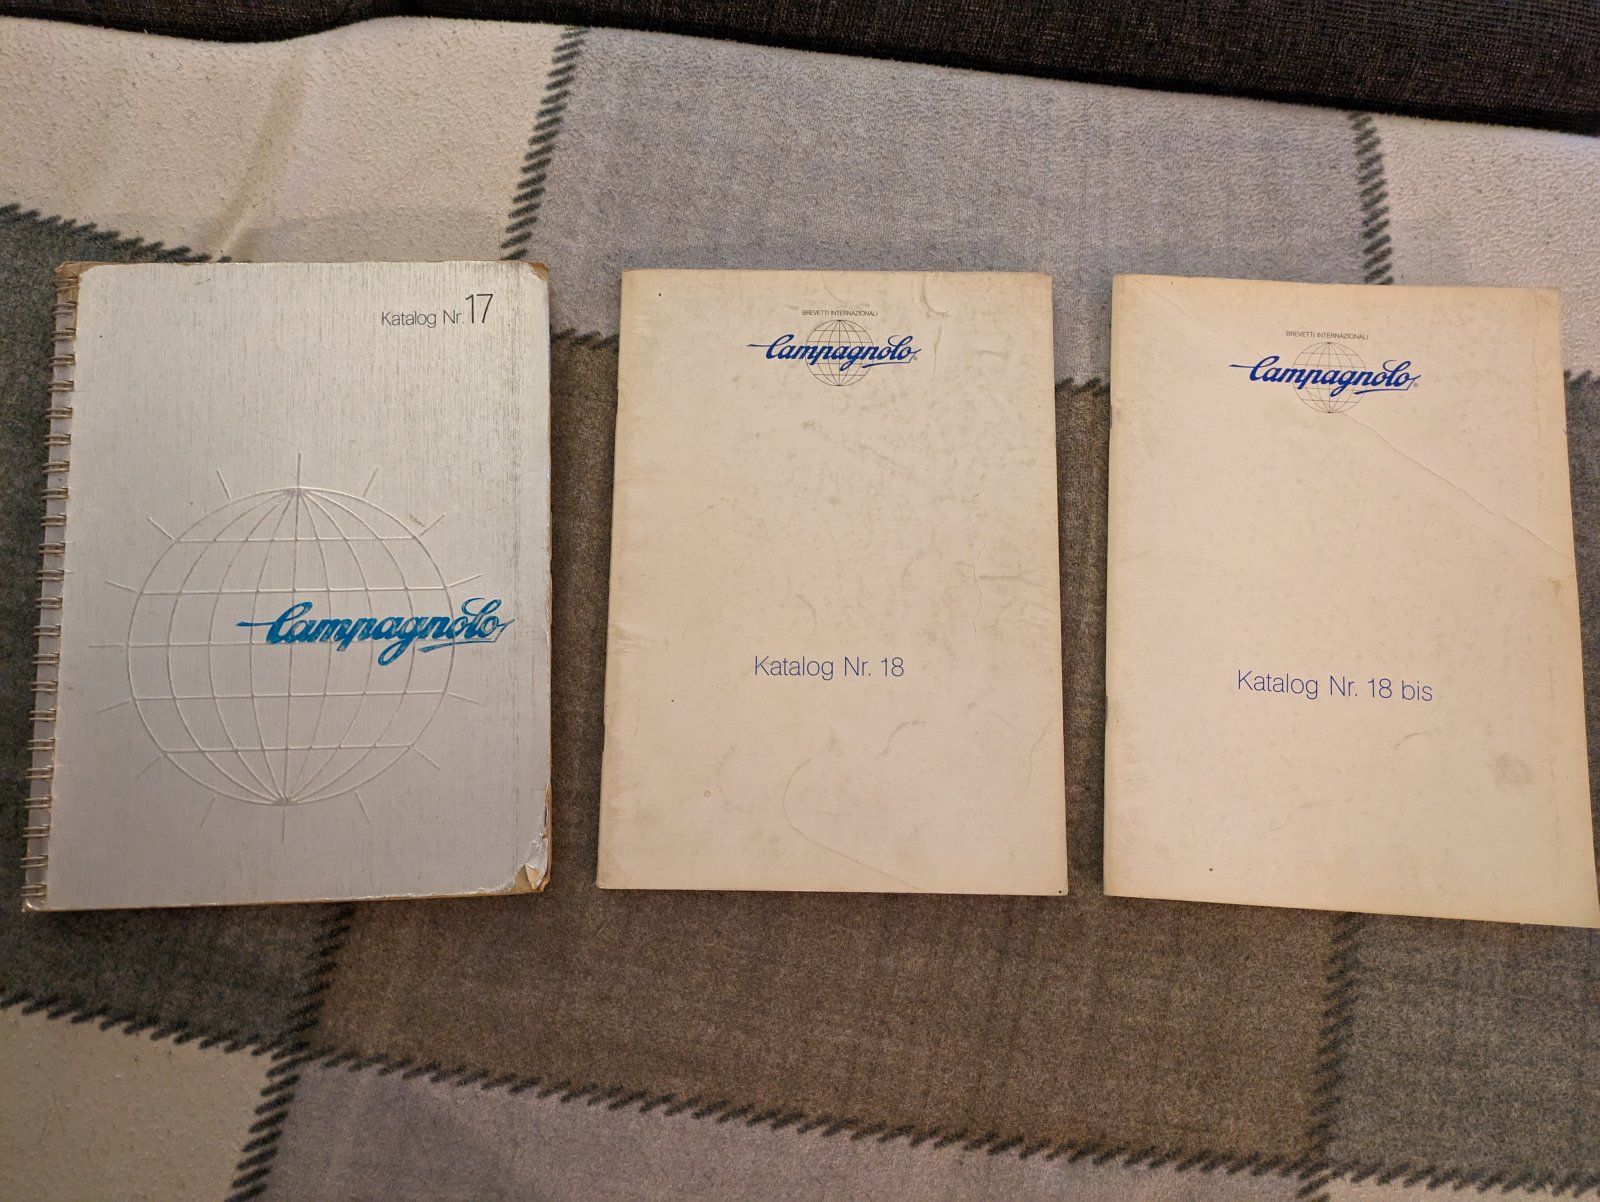 Katalog Nr. 17
Campagnolo
BREVETTI INTERNAZIONALI
Campagnolo®
Katalog Nr. 18
BREVETTI INTERNAZIONALI
Campagnolo®
Katalog Nr. 18 bis